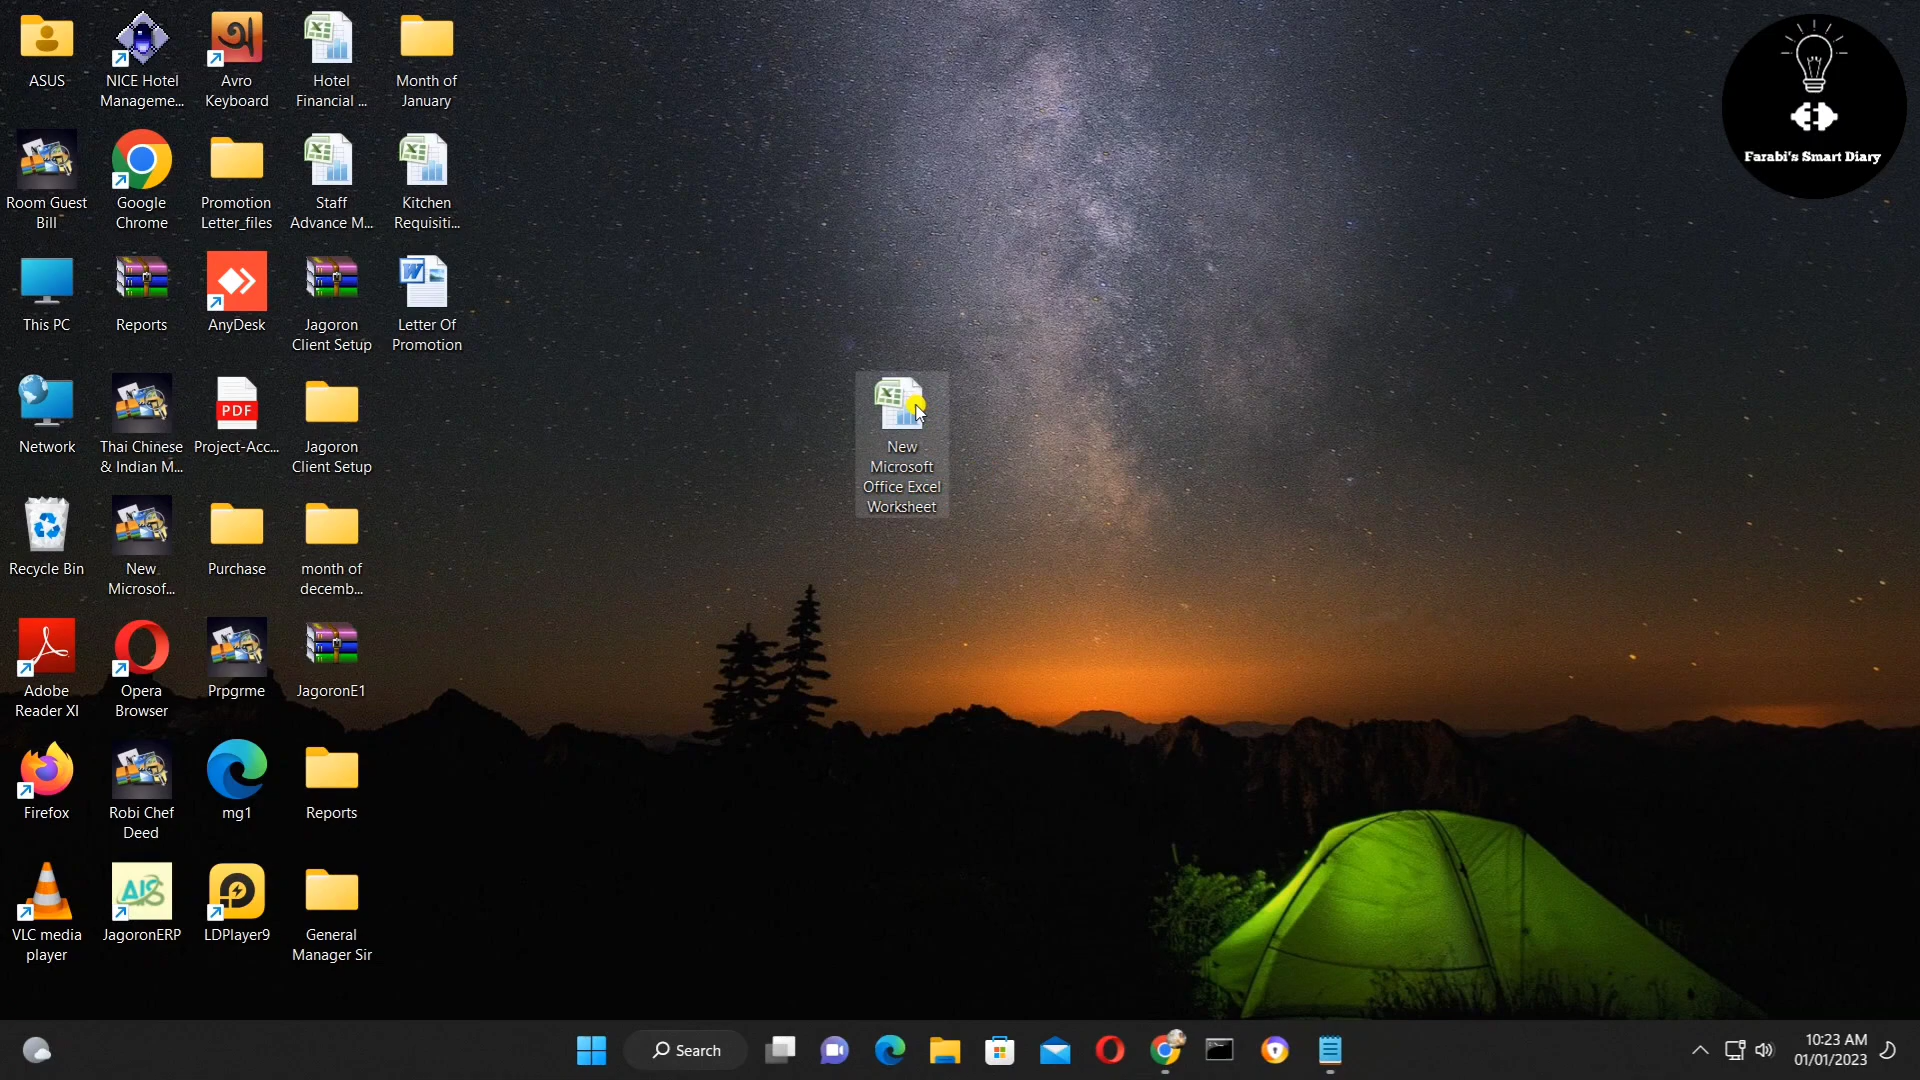 ASUS
NICE Hotel
Manageme...
Avro
Keyboard
Hotel
Financial ...
Month of
January
Room Guest
Bill
Google
Chrome
Promotion
Letter_files
Staff
Advance M...
Kitchen
Requisiti...
This PC
Reports
AnyDesk
Jagoron
Client Setup
Letter Of
Promotion
Network
Thai Chinese
& Indian M...
PDF
Project-Acc...
Jagoron
Client Setup
New
Microsoft
Office Excel
Worksheet
Recycle Bin
New
Microsof...
Purchase
month of
decemb...
Adobe
Reader XI
Opera
Browser
Prpgrme
JagoronE1
Firefox
Robi Chef
Deed
mg1
Reports
VLC media
player
AIS
JagoronERP
LDPlayer9
General
Manager Sir
Farabi's Smart Diary
অ
Search
10:23 AM
01/01/2023